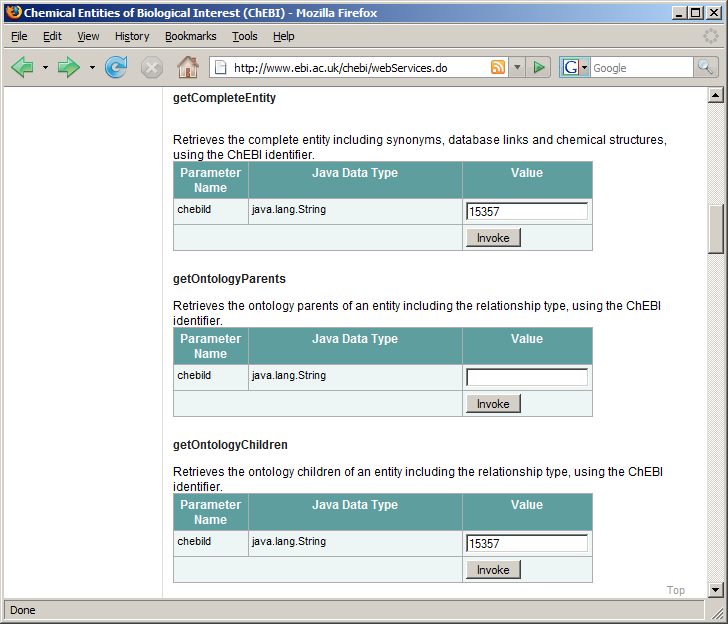 Chemical Entities of Biological Interest (ChEBI) - Mozilla Firefox
File Edit View History Bookmarks Tools Help
http://www.ebi.ac.uk/chebi/webServices.do
G Google
getCompleteEntity
Retrieves the complete entity including synonyms, database links and chemical structures,
using the ChEBI identifier.
Parameter Name Java Data Type Value
chebiId java.lang.String 15357
Invoke
getOntologyParents
Retrieves the ontology parents of an entity including the relationship type, using the ChEBI
identifier.
Parameter Name Java Data Type Value
chebiId java.lang.String
Invoke
getOntologyChildren
Retrieves the ontology children of an entity including the relationship type, using the ChEBI
identifier.
Parameter Name Java Data Type Value
chebiId java.lang.String 15357
Invoke
Top
Done